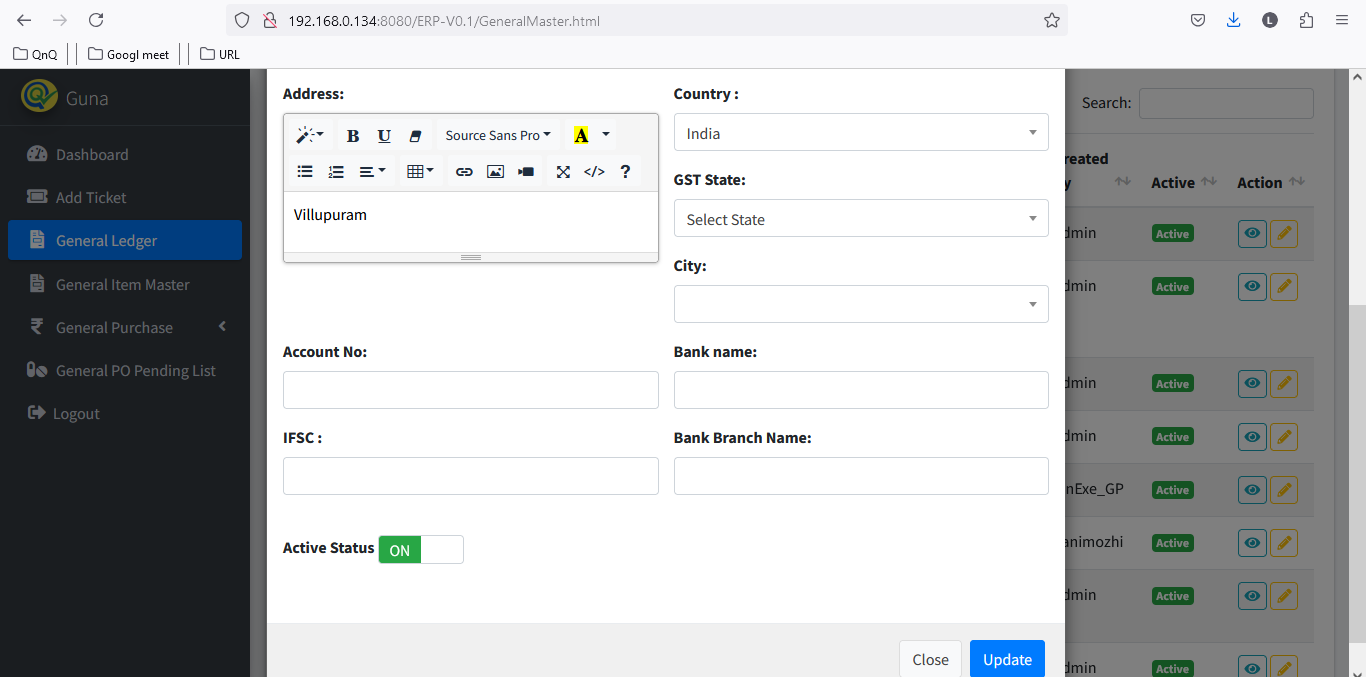 192.168.0.134:8080/ERP-V0.1/GeneralMaster.html
L
QnQ
Googl meet
URL
Guna
Dashboard
Add Ticket
General Ledger
General Item Master
General Purchase
General PO Pending List
Logout
Address:
B U Source Sans Pro A
</> ?
Villupuram
Country :
India
GST State:
Select State
City:
Account No:
Bank name:
IFSC :
Bank Branch Name:
Active Status ON
Close Update
Search:
reated
y Active Action
dmin Active
dmin Active
dmin Active
dmin Active
nExe_GP Active
animozhi Active
dmin Active
dmin Active